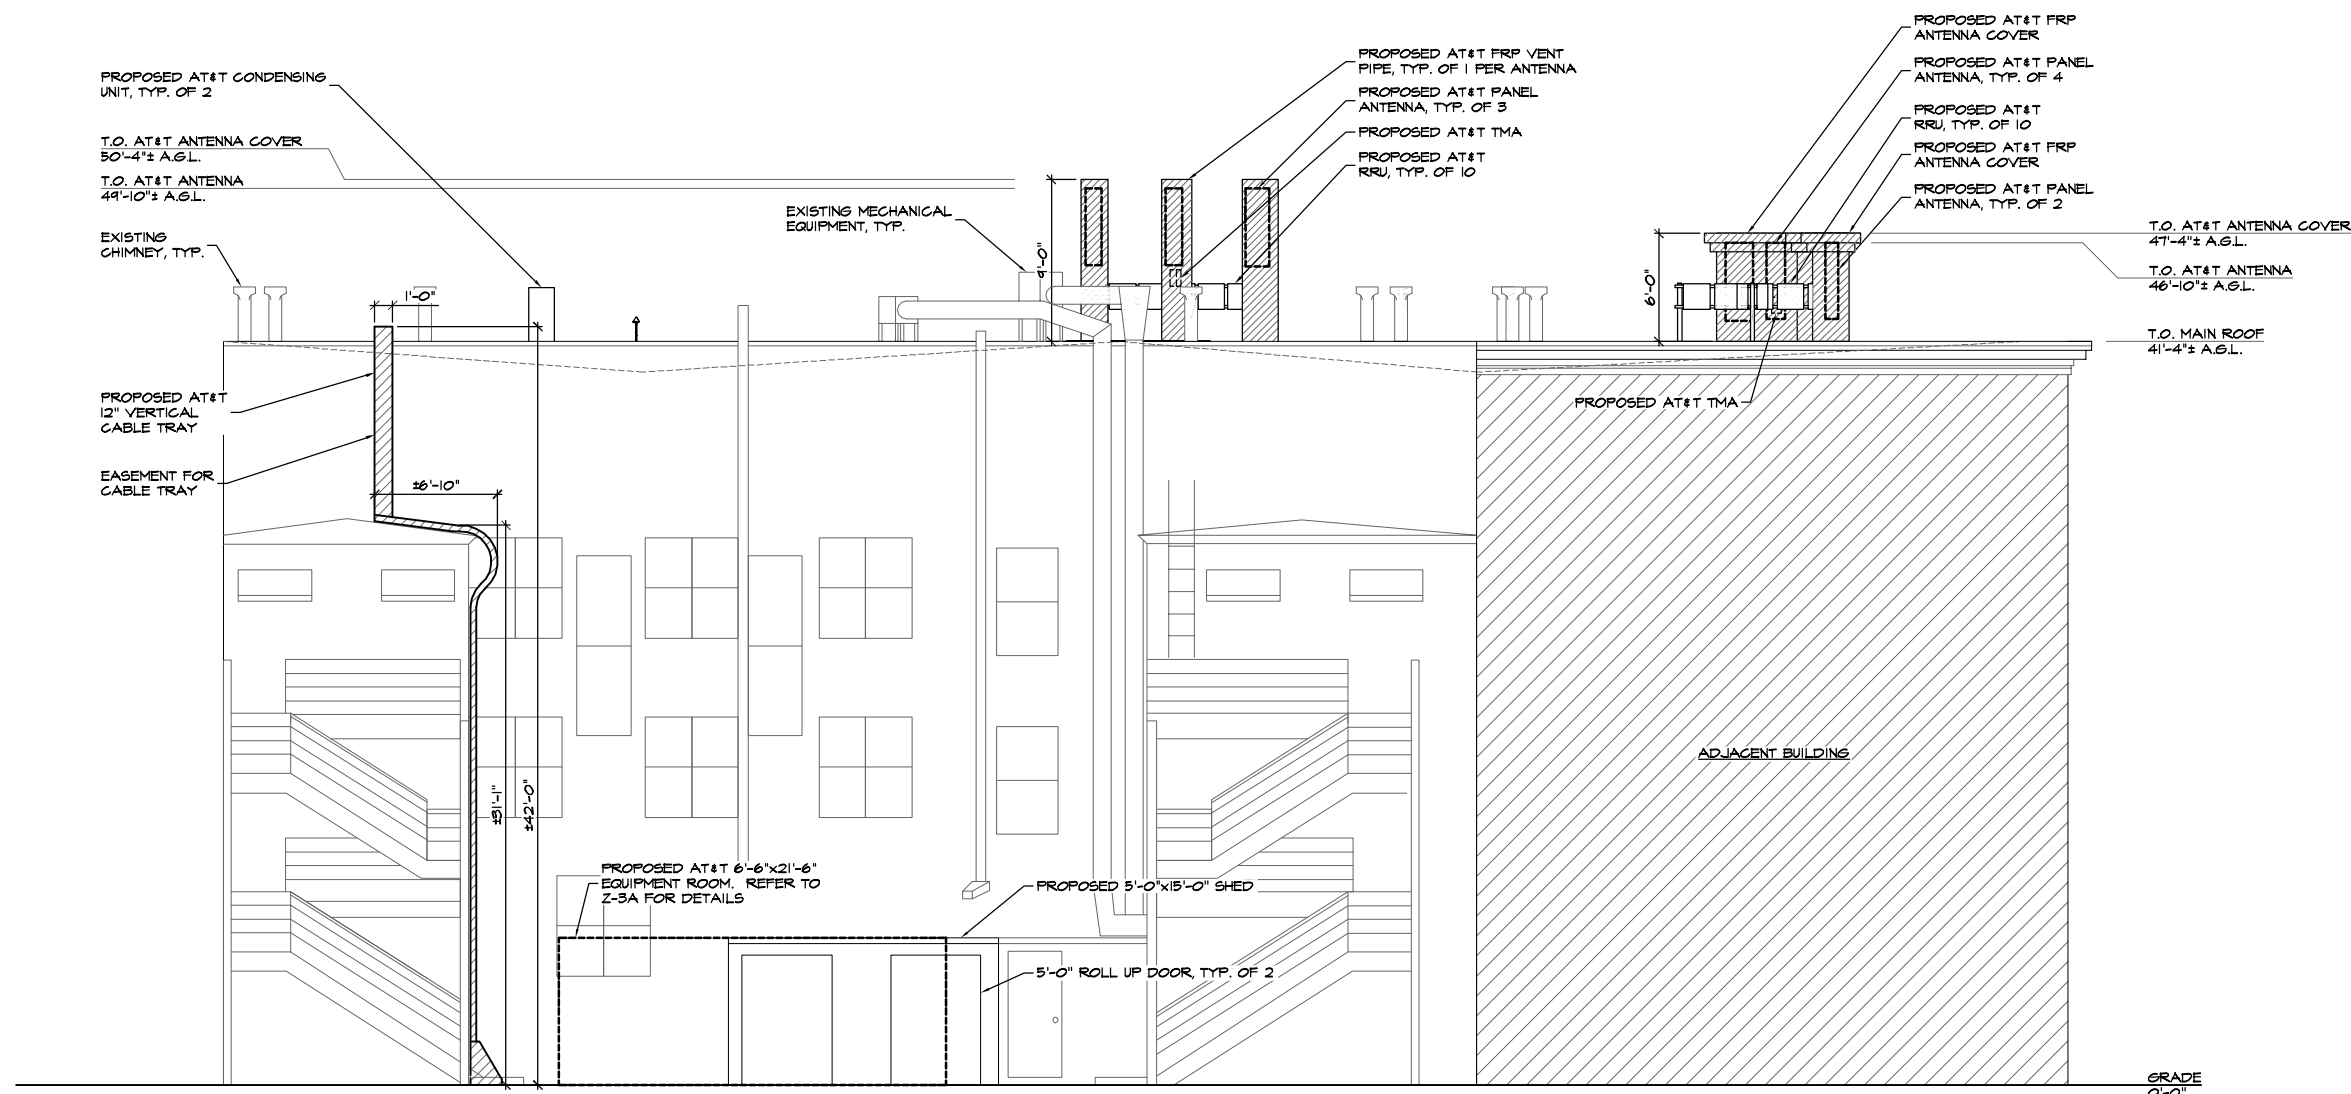 PROPOSED AT&T CONDENSING
UNIT, TYP. OF 2
T.O. AT&T ANTENNA COVER
50'-4"± A.G.L.
T.O. AT&T ANTENNA
49'-10"± A.G.L.
EXISTING
CHIMNEY, TYP.
1'-0"
PROPOSED AT&T
12" VERTICAL
CABLE TRAY
EASEMENT FOR
CABLE TRAY
±6'-10"
EXISTING MECHANICAL
EQUIPMENT, TYP.
9'-0"
PROPOSED AT&T FRP VENT
PIPE, TYP. OF 1 PER ANTENNA
PROPOSED AT&T PANEL
ANTENNA, TYP. OF 3
PROPOSED AT&T TMA
PROPOSED AT&T
RRU, TYP. OF 10
PROPOSED AT&T FRP
ANTENNA COVER
PROPOSED AT&T PANEL
ANTENNA, TYP. OF 4
PROPOSED AT&T
RRU, TYP. OF 10
PROPOSED AT&T FRP
ANTENNA COVER
PROPOSED AT&T PANEL
ANTENNA, TYP. OF 2
6'-0"
T.O. AT&T ANTENNA COVER
47'-4"± A.G.L.
T.O. AT&T ANTENNA
46'-10"± A.G.L.
T.O. MAIN ROOF
41'-4"± A.G.L.
PROPOSED AT&T TMA
ADJACENT BUILDING
±31'-1"
±42'-0"
PROPOSED AT&T 6'-6"x21'-6"
EQUIPMENT ROOM. REFER TO
Z-3A FOR DETAILS
PROPOSED 5'-0"x15'-0" SHED
5'-0" ROLL UP DOOR, TYP. OF 2
GRADE
0'-0"